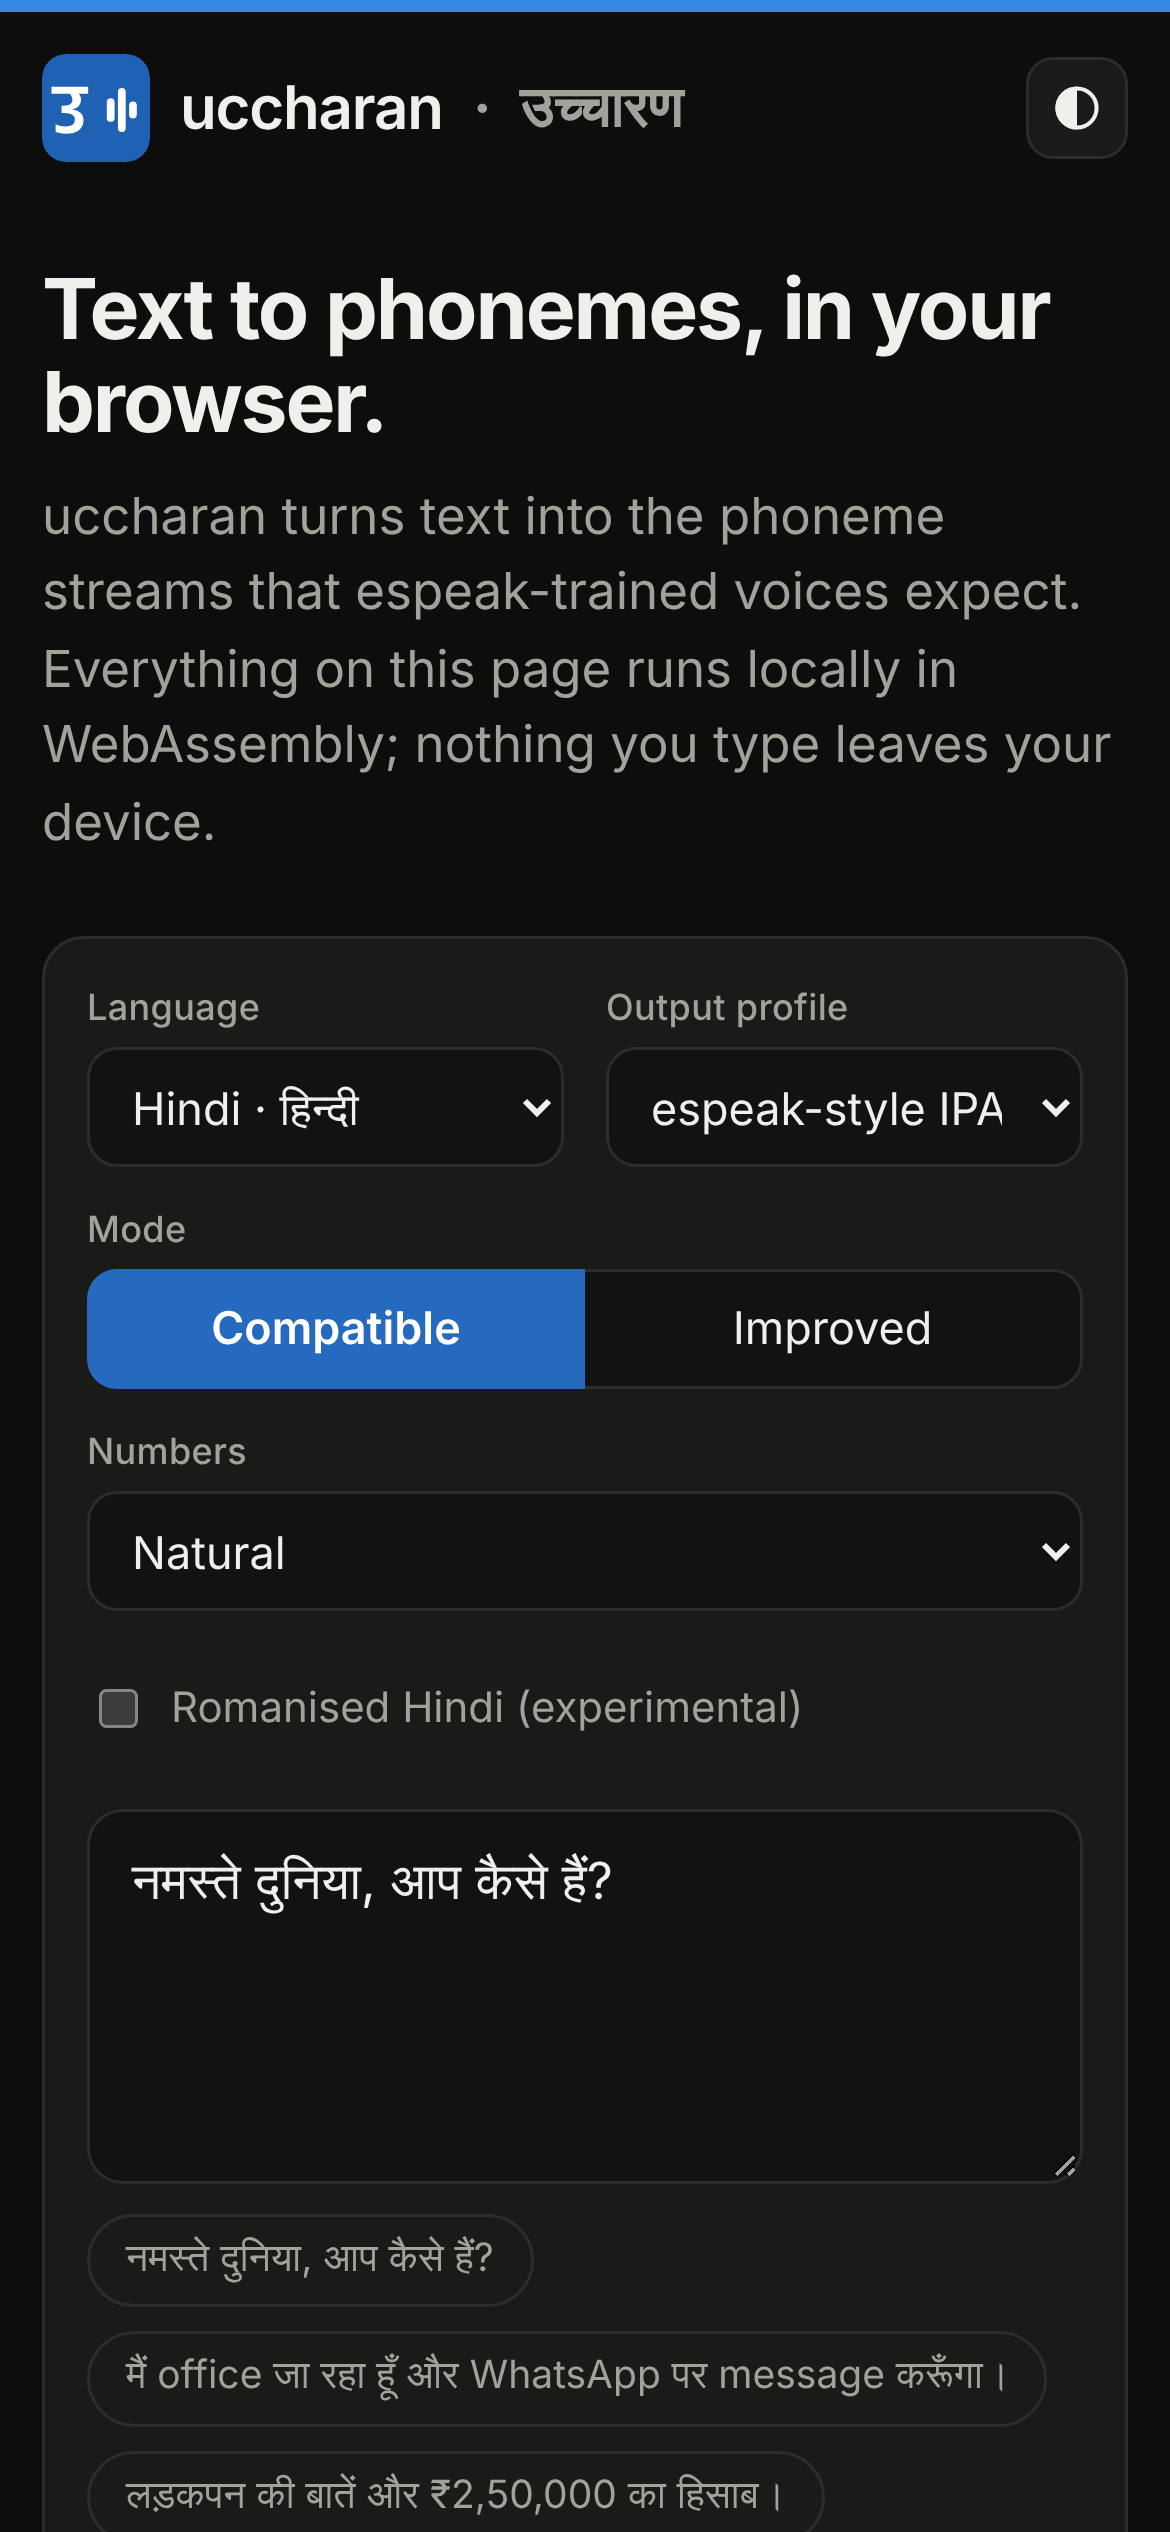 उ
uccharan · उच्चारण
Text to phonemes, in your
browser.
uccharan turns text into the phoneme
streams that espeak-trained voices expect.
Everything on this page runs locally in
WebAssembly; nothing you type leaves your
device.
Language
Output profile
Hindi · हिन्दी
espeak-style IPA
Mode
Compatible
Improved
Numbers
Natural
Romanised Hindi (experimental)
नमस्ते दुनिया, आप कैसे हैं?
नमस्ते दुनिया, आप कैसे हैं?
मैं office जा रहा हूँ और WhatsApp पर message करूँगा।
लड़कपन की बातें और ₹2,50,000 का हिसाब।